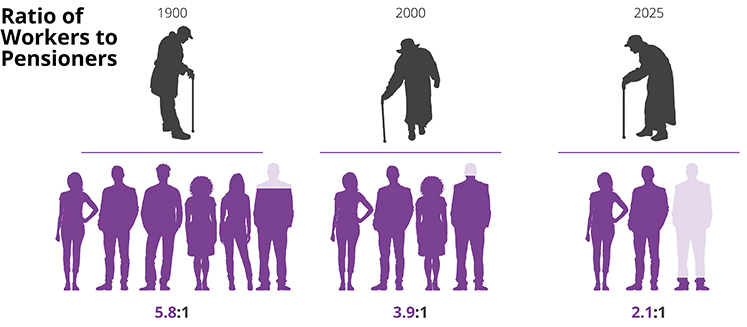 Ratio of
Workers to
Pensioners
1900
2000
2025
5.8:1
3.9:1
2.1:1